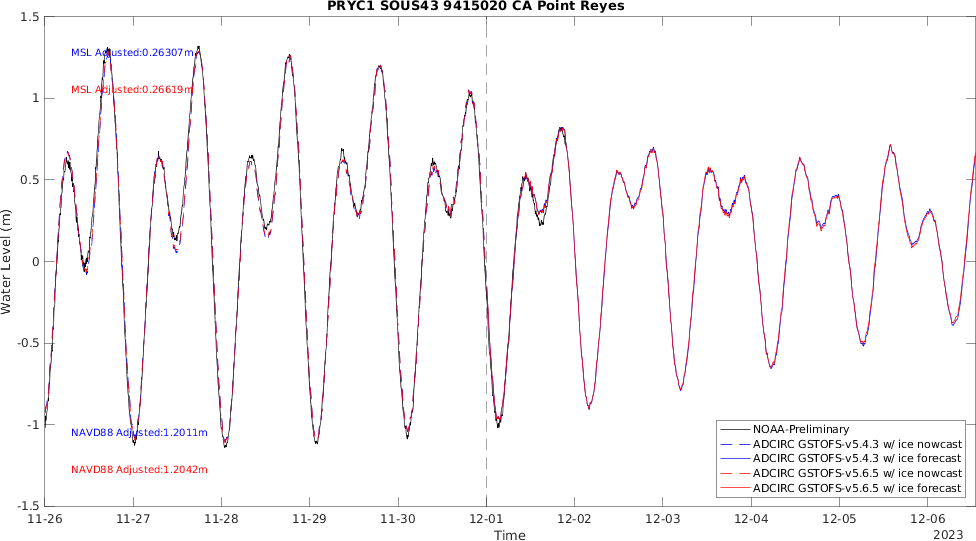 PRYC1 SOUS43 9415020 CA Point Reyes
1.5
MSL Adjusted:0.26307m
MSL Adjusted:0.26619m
1
0.5
Water Level (m)
0
-0.5
-1
NAVD88 Adjusted:1.2011m
NAVD88 Adjusted:1.2042m
NOAA-Preliminary
ADCIRC GSTOFS-v5.4.3 w/ ice nowcast
ADCIRC GSTOFS-v5.4.3 w/ ice forecast
ADCIRC GSTOFS-v5.6.5 w/ ice nowcast
ADCIRC GSTOFS-v5.6.5 w/ ice forecast
-1.5
11-26 11-27 11-28 11-29 11-30 12-01 12-02 12-03 12-04 12-05 12-06
Time
2023